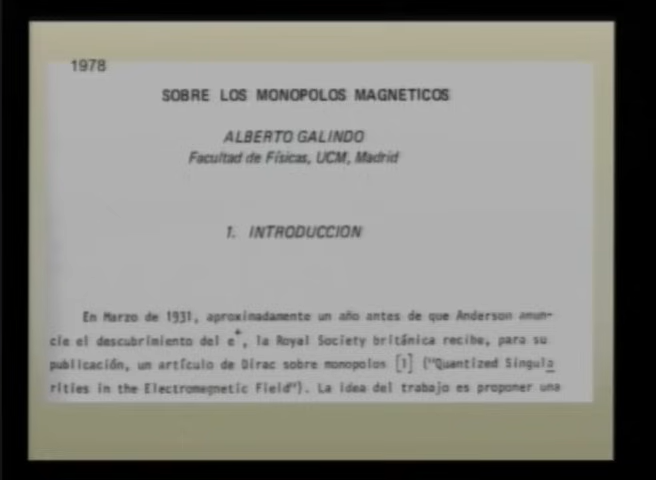 1978
SOBRE LOS MONOPOLOS MAGNETICOS
ALBERTO GALINDO
Facultad de Físicas, UCM, Madrid
1. INTRODUCCION
En Marzo de 1931, aproximadamente un año antes de que Anderson anun-
cie el descubrimiento del e⁺, la Royal Society británica recibe, para su
publicación, un artículo de Dirac sobre monopolos [1] ("Quantized Singula
rities in the Electromagnetic Field"). La idea del trabajo es proponer una